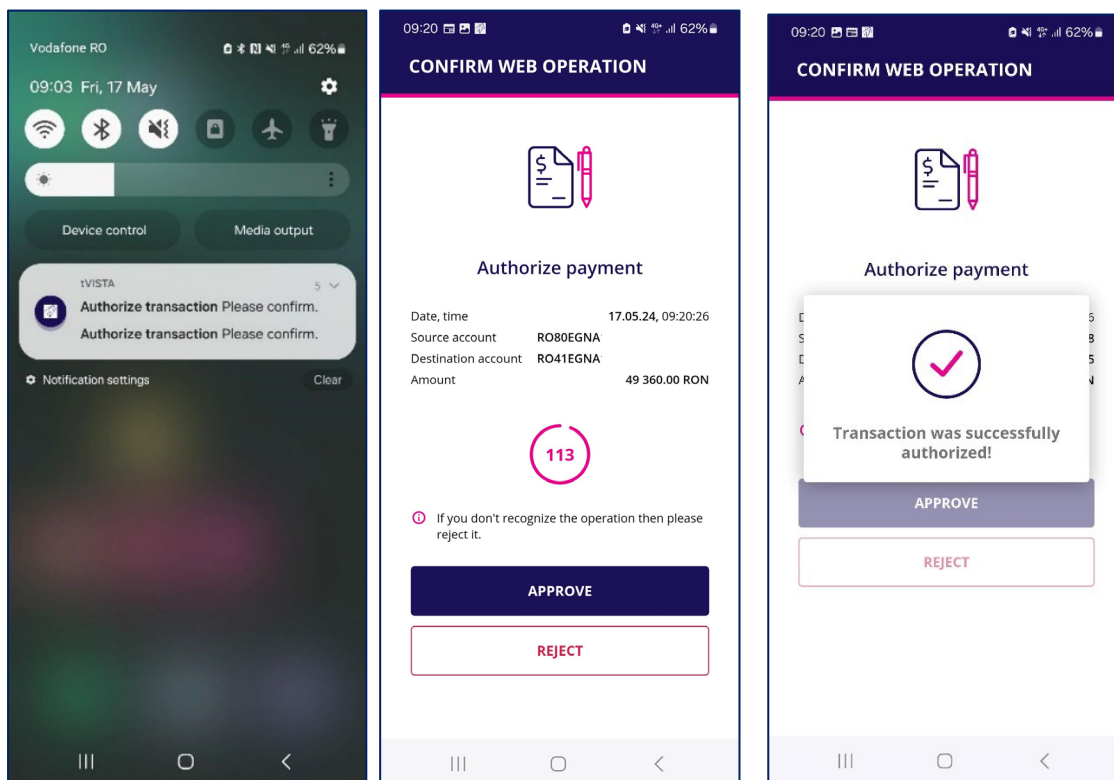 Vodafone RO 62%
09:03 Fri, 17 May
Device control Media output
tVISTA 5
Authorize transaction Please confirm.
Authorize transaction Please confirm.
Notification settings Clear
09:20 62%
CONFIRM WEB OPERATION
$
Authorize payment
Date, time 17.05.24, 09:20:26
Source account RO80EGNA
Destination account RO41EGNA
Amount 49 360.00 RON
113
If you don't recognize the operation then please
reject it.
APPROVE
REJECT
09:20 62%
CONFIRM WEB OPERATION
$
Authorize payment
Transaction was successfully
authorized!
APPROVE
REJECT